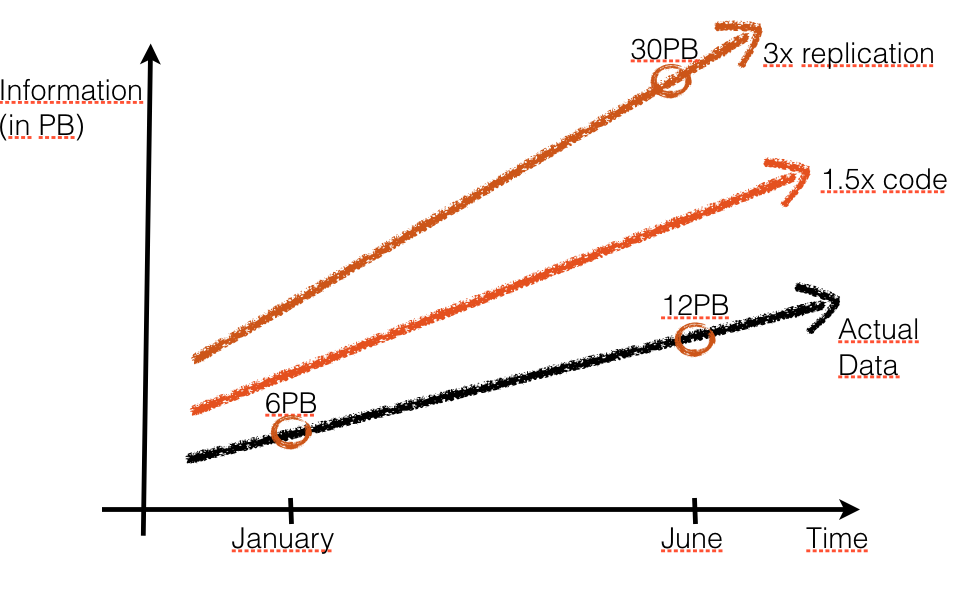 30PB
3x replication
Information
(in PB)
1.5x code
12PB
Actual
Data
6PB
January
June
Time